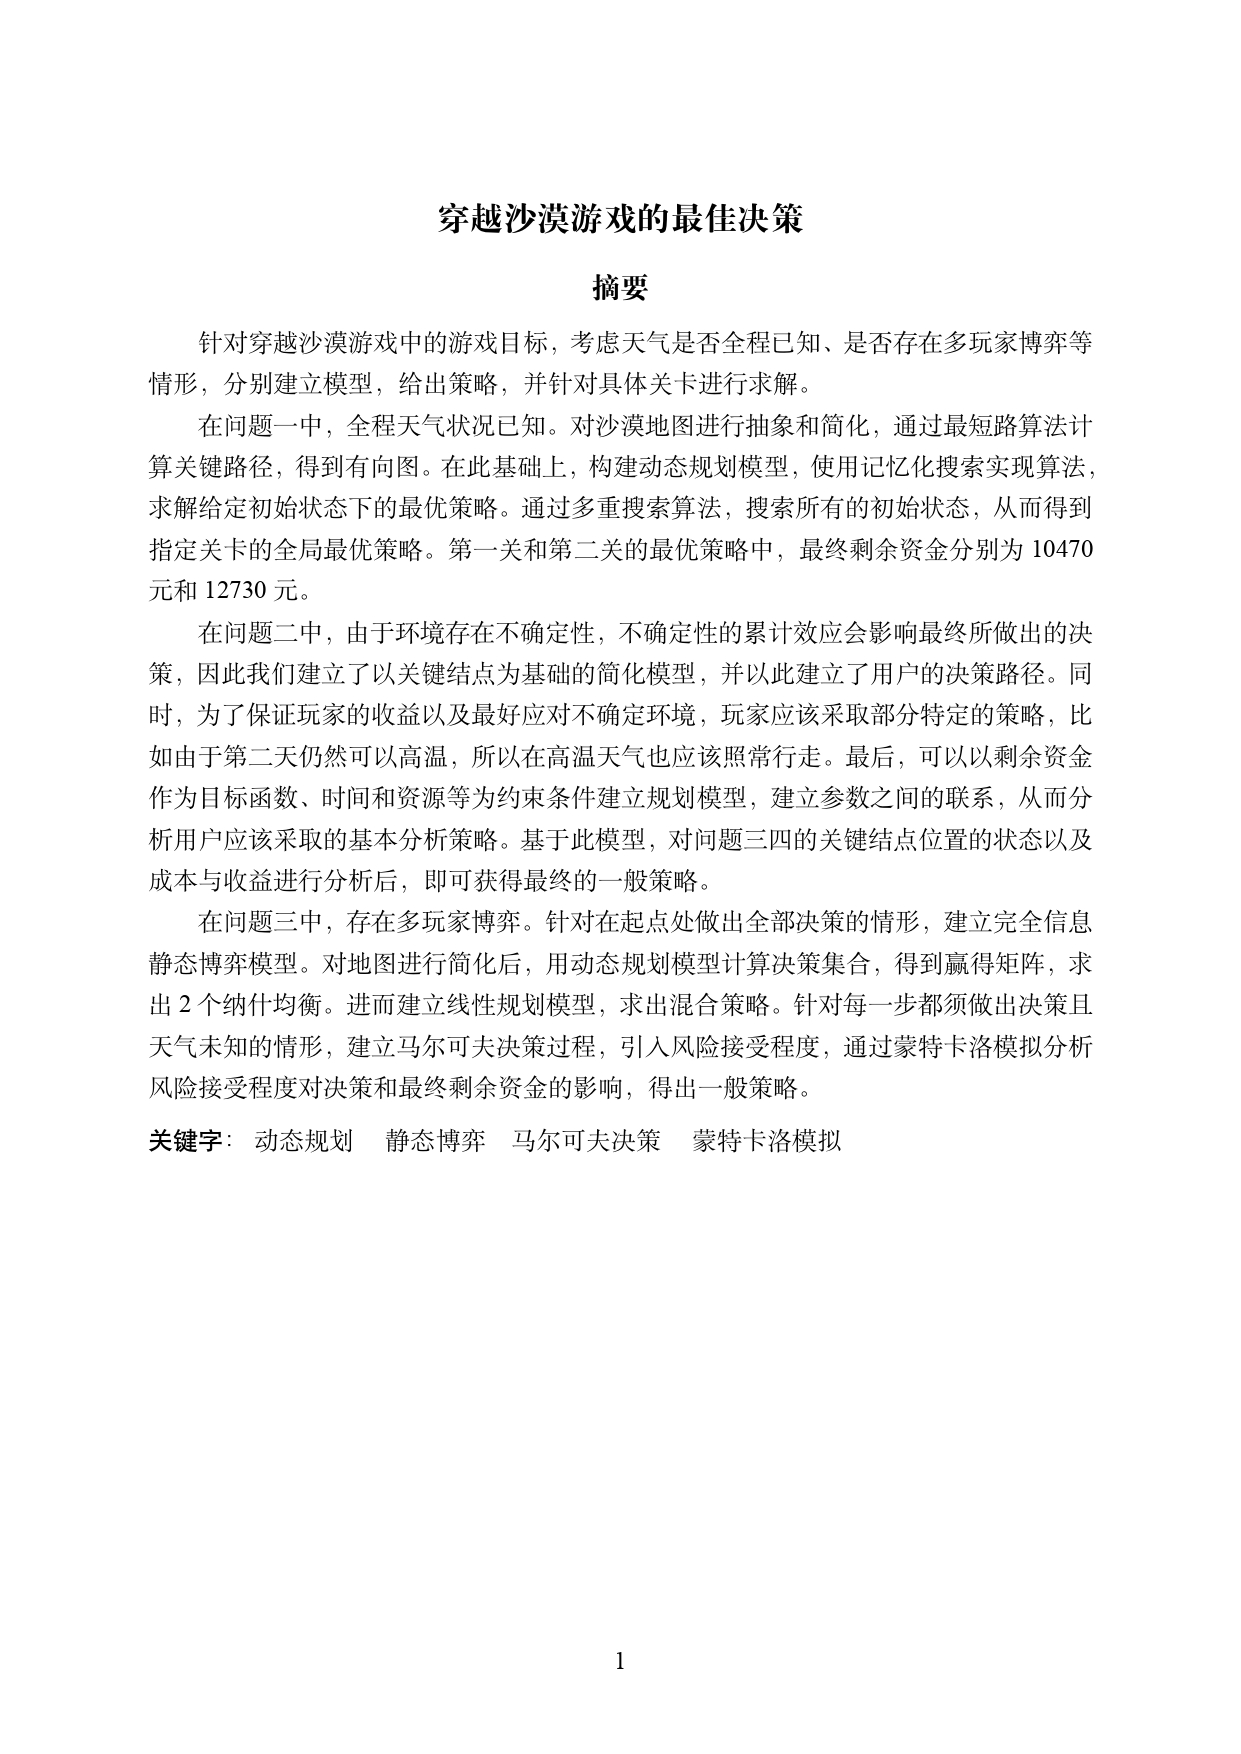 穿越沙漠游戏的最佳决策
摘要
针对穿越沙漠游戏中的游戏目标，考虑天气是否全程已知、是否存在多玩家博弈等
情形，分别建立模型，给出策略，并针对具体关卡进行求解。
在问题一中，全程天气状况已知。对沙漠地图进行抽象和简化，通过最短路算法计
算关键路径，得到有向图。在此基础上，构建动态规划模型，使用记忆化搜索实现算法，
求解给定初始状态下的最优策略。通过多重搜索算法，搜索所有的初始状态，从而得到
指定关卡的全局最优策略。第一关和第二关的最优策略中，最终剩余资金分别为 10470
元和 12730 元。
在问题二中，由于环境存在不确定性，不确定性的累计效应会影响最终所做出的决
策，因此我们建立了以关键结点为基础的简化模型，并以此建立了用户的决策路径。同
时，为了保证玩家的收益以及最好应对不确定环境，玩家应该采取部分特定的策略，比
如由于第二天仍然可以高温，所以在高温天气也应该照常行走。最后，可以以剩余资金
作为目标函数、时间和资源等为约束条件建立规划模型，建立参数之间的联系，从而分
析用户应该采取的基本分析策略。基于此模型，对问题三四的关键结点位置的状态以及
成本与收益进行分析后，即可获得最终的一般策略。
在问题三中，存在多玩家博弈。针对在起点处做出全部决策的情形，建立完全信息
静态博弈模型。对地图进行简化后，用动态规划模型计算决策集合，得到赢得矩阵，求
出 2 个纳什均衡。进而建立线性规划模型，求出混合策略。针对每一步都须做出决策且
天气未知的情形，建立马尔可夫决策过程，引入风险接受程度，通过蒙特卡洛模拟分析
风险接受程度对决策和最终剩余资金的影响，得出一般策略。
关键字： 动态规划 静态博弈 马尔可夫决策 蒙特卡洛模拟
1